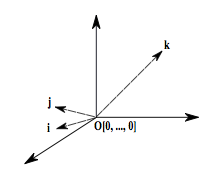 k
j
i
O[0, ..., 0]